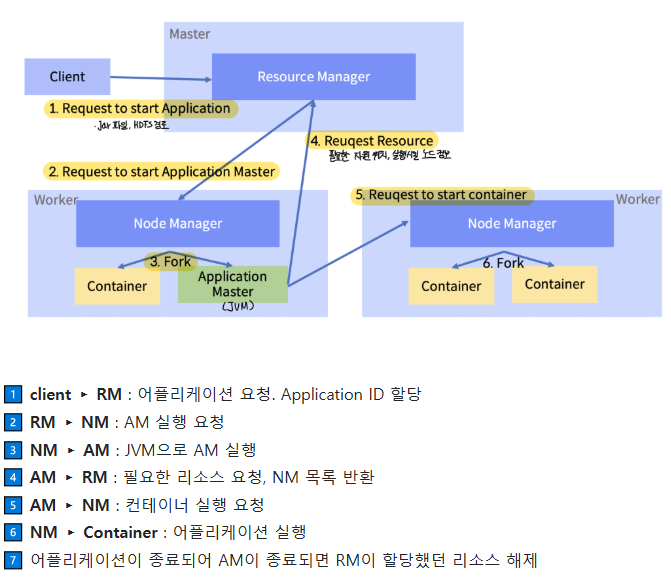 Master
Client
Resource Manager
1. Request to start Application
.jar 파일, HDFS 경로
4. Reuqest Resource
필요한 자원 위치, 실행시킬 노드 정보
2. Request to start Application Master
5. Reuqest to start container
Worker
Worker
Node Manager
Node Manager
3. Fork
6. Fork
Container
Application
Master
(JVM)
Container
Container
1 client ▸ RM : 어플리케이션 요청. Application ID 할당
2 RM ▸ NM : AM 실행 요청
3 NM ▸ AM : JVM으로 AM 실행
4 AM ▸ RM : 필요한 리소스 요청, NM 목록 반환
5 AM ▸ NM : 컨테이너 실행 요청
6 NM ▸ Container : 어플리케이션 실행
7 어플리케이션이 종료되어 AM이 종료되면 RM이 할당했던 리소스 해제